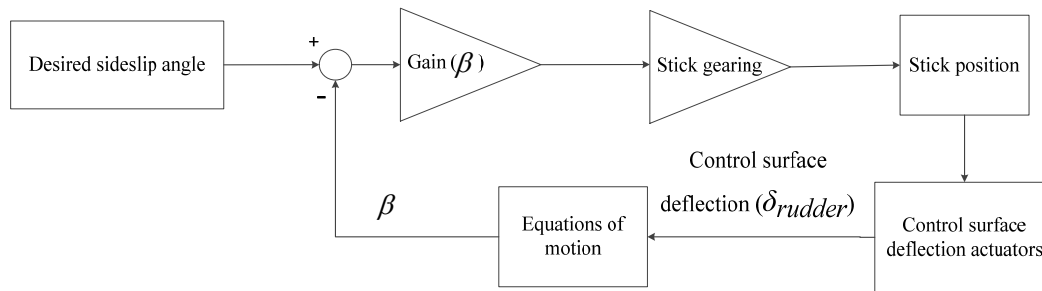 Desired sideslip angle
+
−
Gain (β)
Stick gearing
Stick position
Control surface
deflection (δrudder)
β
Equations of
motion
Control surface
deflection actuators